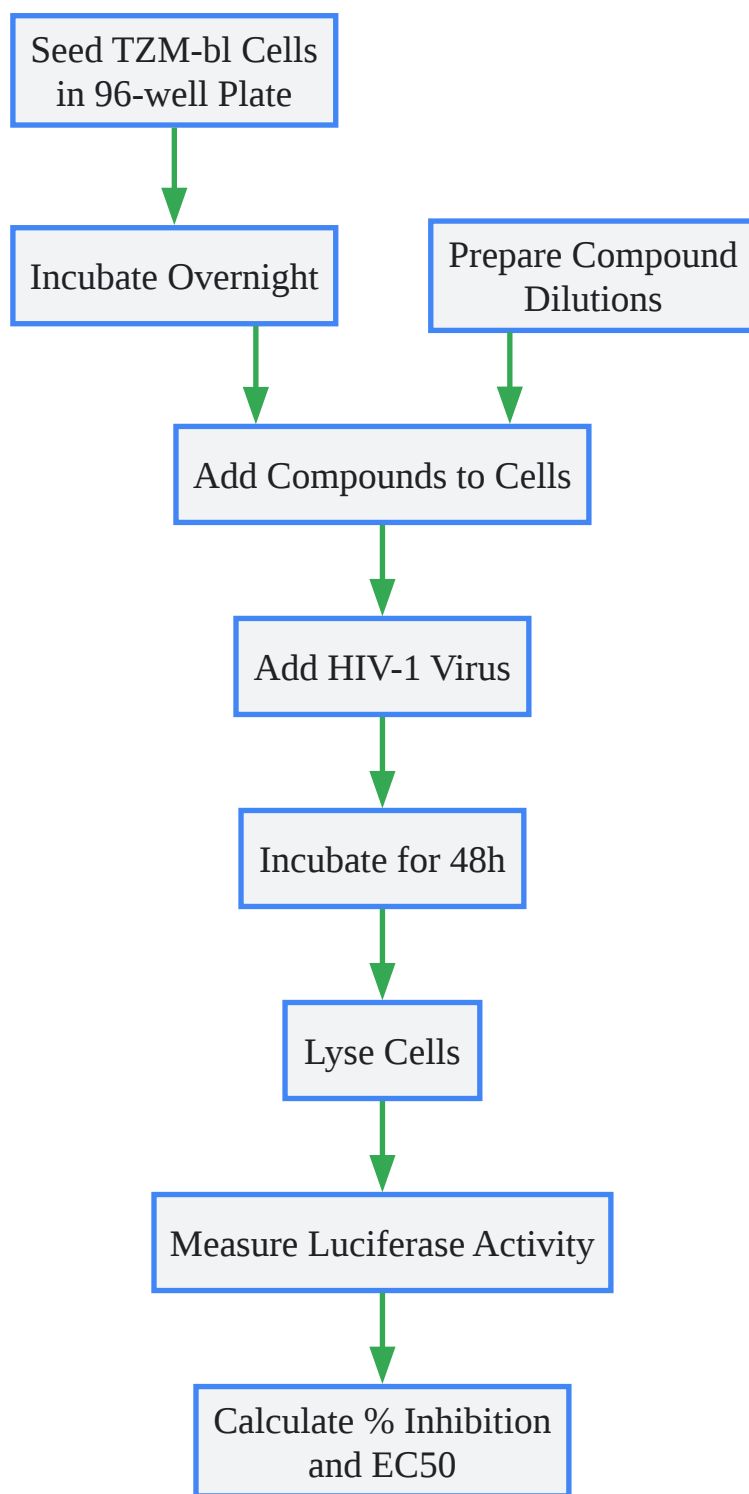 Seed TZM-bl Cells
in 96-well Plate
Incubate Overnight
Prepare Compound
Dilutions
Add Compounds to Cells
Add HIV-1 Virus
Incubate for 48h
Lyse Cells
Measure Luciferase Activity
Calculate % Inhibition
and EC50